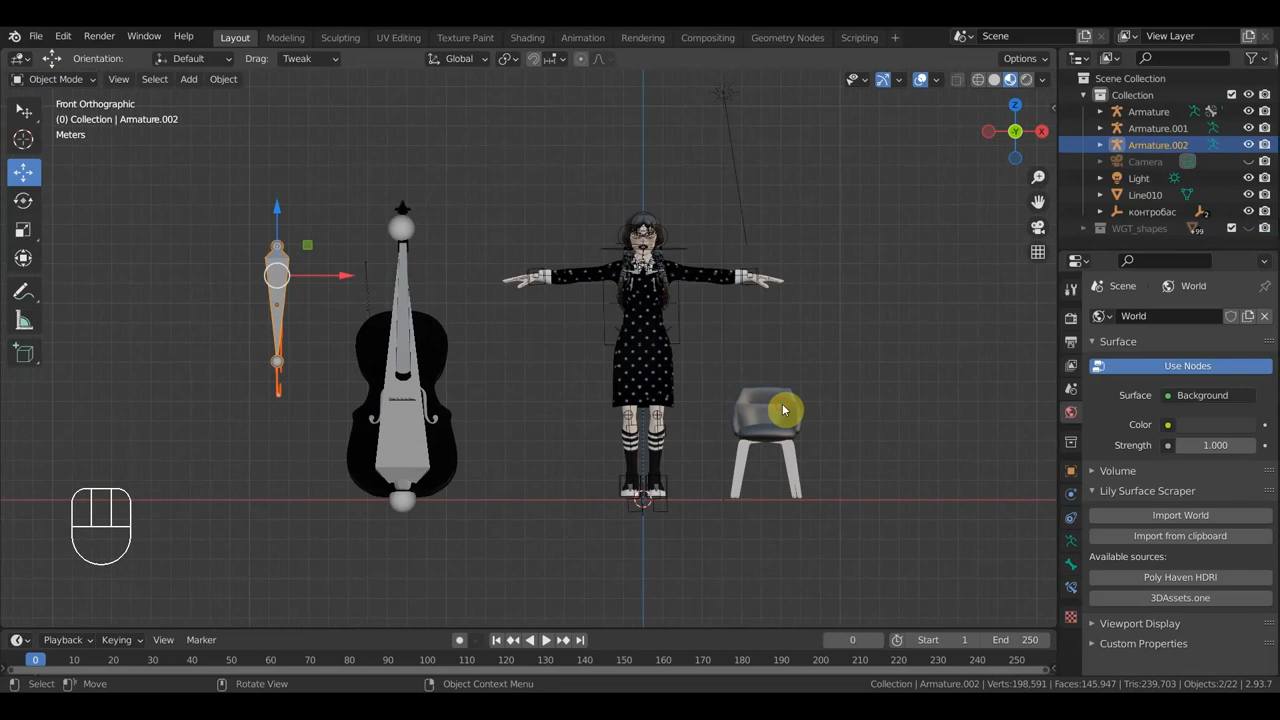 File Edit Render Window Help Layout Modeling Sculpting UV Editing Texture Paint Shading Animation Rendering Compositing Geometry Nodes Scripting + Scene View Layer
Orientation: Default Drag: Tweak Global Options
Object Mode View Select Add Object
Front Orthographic
(0) Collection | Armature.002
Meters
Z
Y
X
Scene Collection
Collection
Armature
Armature.001
Armature.002
Camera
Light
Line010
контробас 2
WGT_shapes +99
Scene World
World
Surface
Use Nodes
Surface Background
Color
Strength 1.000
Volume
Lily Surface Scraper
Import World
Import from clipboard
Available sources:
Poly Haven HDRI
3DAssets.one
Viewport Display
Custom Properties
Playback Keying View Marker 0 Start 1 End 250
0 10 20 30 40 50 60 70 80 90 100 110 120 130 140 150 160 170 180 190 200 210 220 230 240 250
Select Move Rotate View Object Context Menu Collection | Armature.002 | Verts:198,591 | Faces:145,947 | Tris:239,703 | Objects:2/22 | 2.93.7